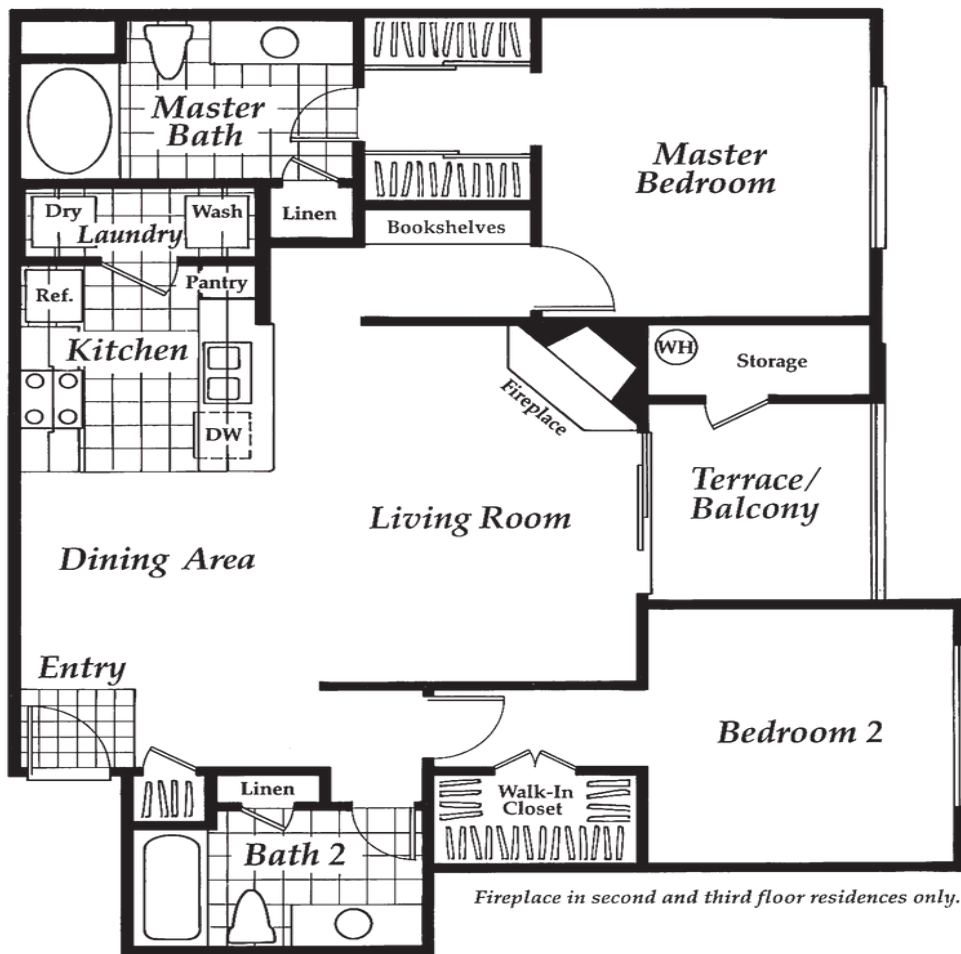 Master
Bath
Master
Bedroom
Linen
Dry
Wash
Laundry
Bookshelves
Ref.
Pantry
Kitchen
WH
Storage
Fireplace
DW
Terrace/
Balcony
Living Room
Dining Area
Entry
Bedroom 2
Linen
Walk-In
Closet
Bath 2
Fireplace in second and third floor residences only.